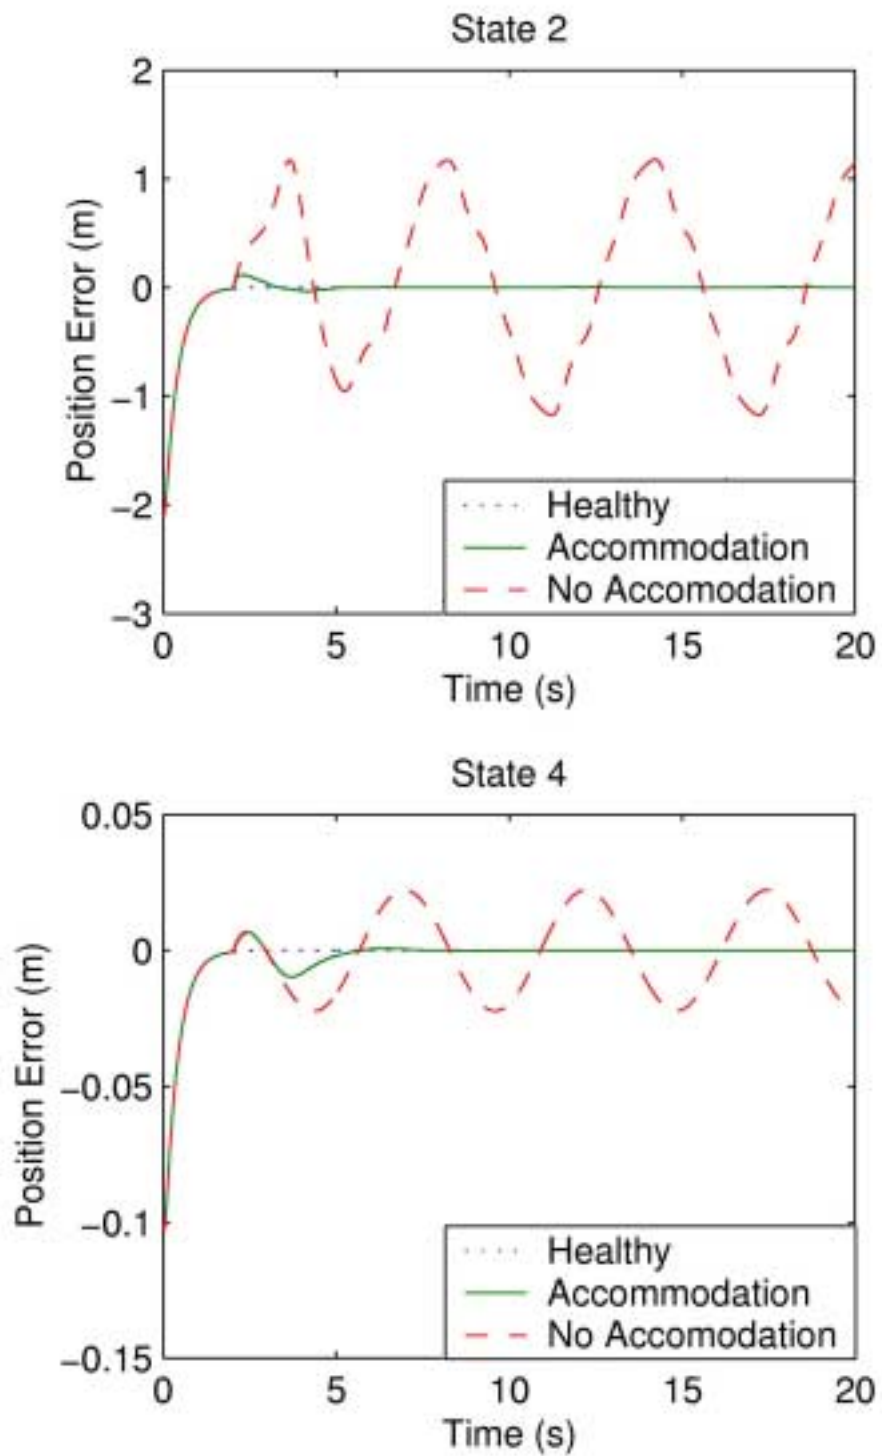 State 2
2
1
0
−1
−2
−3
Position Error (m)
Healthy
Accommodation
No Accomodation
0 5 10 15 20
Time (s)
State 4
0.05
0
−0.05
−0.1
−0.15
Position Error (m)
Healthy
Accommodation
No Accomodation
0 5 10 15 20
Time (s)